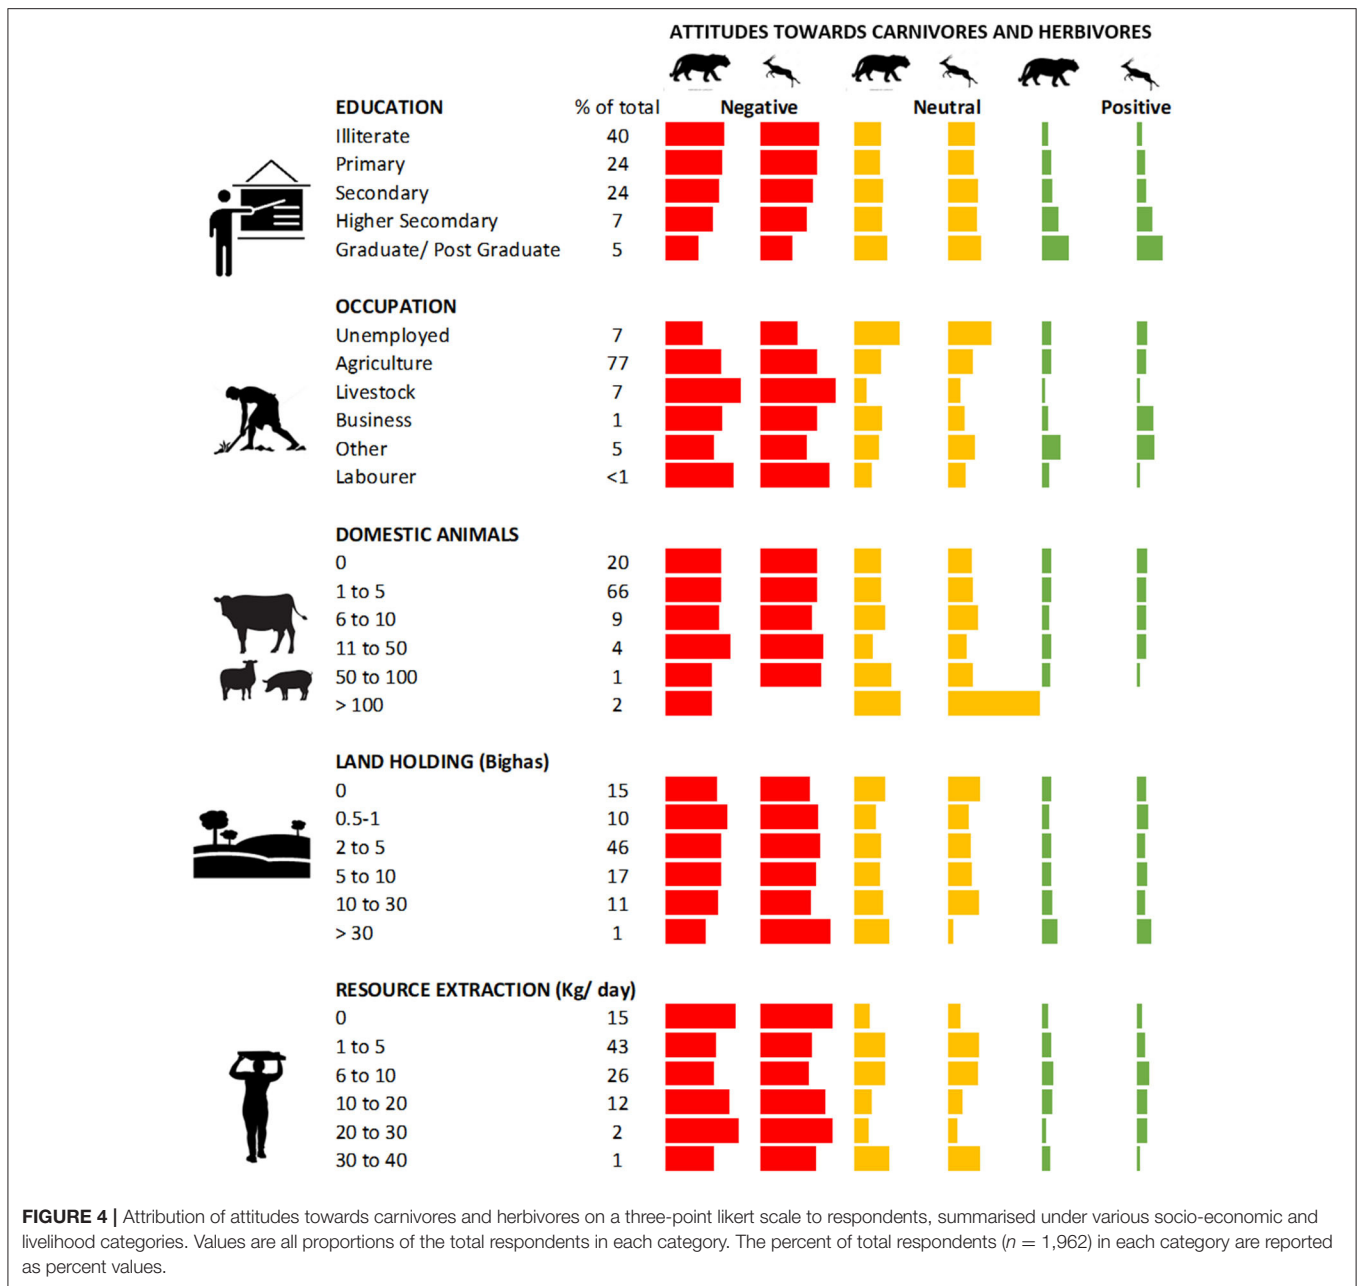 ATTITUDES TOWARDS CARNIVORES AND HERBIVORES
EDUCATION % of total Negative Neutral Positive
Illiterate 40
Primary 24
Secondary 24
Higher Secomdary 7
Graduate/ Post Graduate 5
OCCUPATION
Unemployed 7
Agriculture 77
Livestock 7
Business 1
Other 5
Labourer <1
DOMESTIC ANIMALS
0 20
1 to 5 66
6 to 10 9
11 to 50 4
50 to 100 1
> 100 2
LAND HOLDING (Bighas)
0 15
0.5-1 10
2 to 5 46
5 to 10 17
10 to 30 11
> 30 1
RESOURCE EXTRACTION (Kg/ day)
0 15
1 to 5 43
6 to 10 26
10 to 20 12
20 to 30 2
30 to 40 1
FIGURE 4 | Attribution of attitudes towards carnivores and herbivores on a three-point likert scale to respondents, summarised under various socio-economic and
livelihood categories. Values are all proportions of the total respondents in each category. The percent of total respondents (n = 1,962) in each category are reported
as percent values.